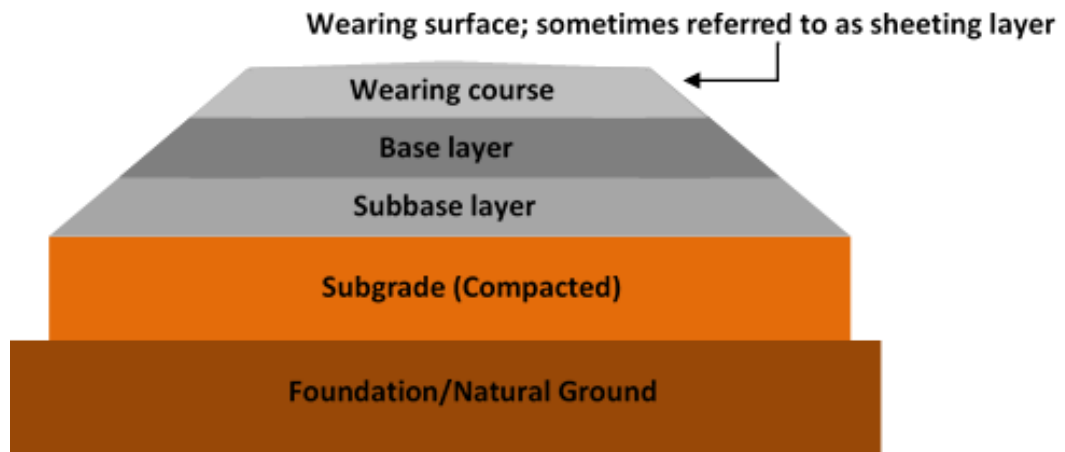 Wearing surface; sometimes referred to as sheeting layer
Wearing course
Base layer
Subbase layer
Subgrade (Compacted)
Foundation/Natural Ground